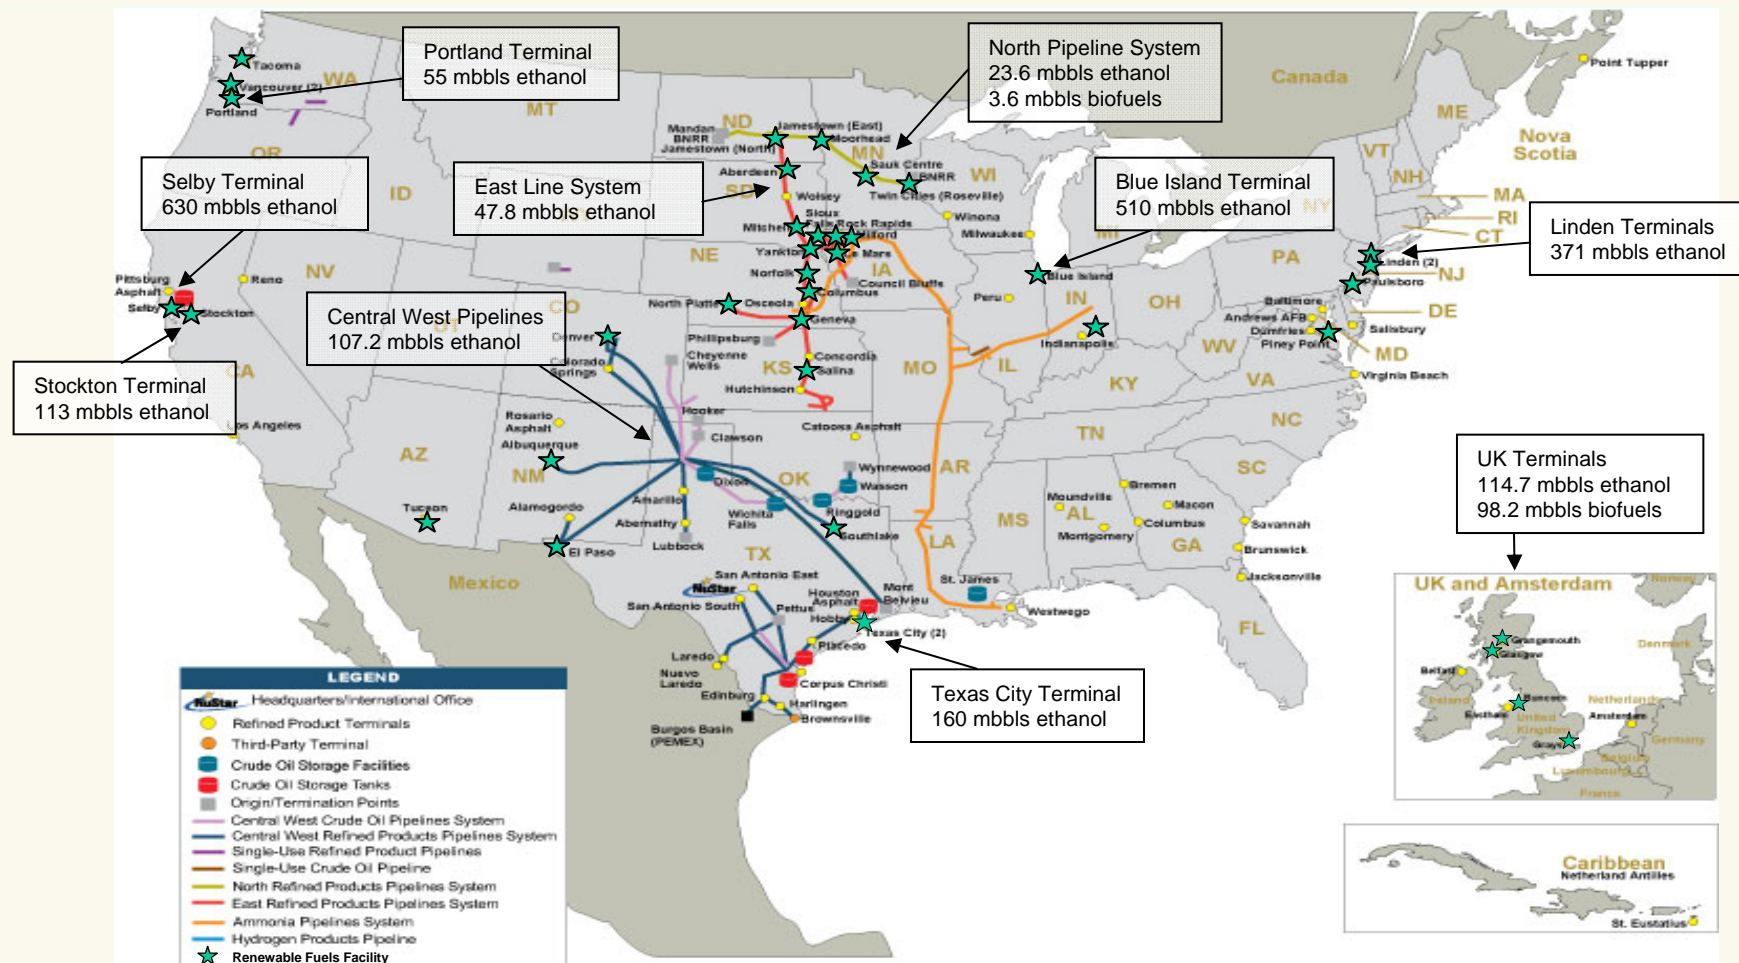 Portland Terminal
55 mbbls ethanol
North Pipeline System
23.6 mbbls ethanol
3.6 mbbls biofuels
Selby Terminal
630 mbbls ethanol
East Line System
47.8 mbbls ethanol
Blue Island Terminal
510 mbbls ethanol
Linden Terminals
371 mbbls ethanol
Central West Pipelines
107.2 mbbls ethanol
Stockton Terminal
113 mbbls ethanol
UK Terminals
114.7 mbbls ethanol
98.2 mbbls biofuels
Texas City Terminal
160 mbbls ethanol
Tacoma
WA
Vancouver (2)
Portland
OR
MT
ID
ND
Mandan
BNRR
Jamestown (North)
Jamestown (East)
Moorhead
MN
Sauk Centre
BNRR
Twin Cities (Roseville)
WI
Canada
Point Tupper
ME
Nova
Scotia
VT
NH
MA
RI
CT
NY
MI
Aberdeen
SD
Wolsey
Sioux
Falls
Rock Rapids
Milford
Mitchell
Yankton
Le Mars
Winona
Milwaukee
NE
IA
Norfolk
Council Bluffs
Columbus
Osceola
North Platte
Geneva
Blue Island
Peru
IN
OH
PA
Linden (2)
NJ
Paulsboro
Baltimore
DE
Andrews AFB
Dumfries
Salisbury
Piney Point
MD
WV
VA
Virginia Beach
Pittsburg
Asphalt
Selby
Stockton
Reno
NV
UT
CO
CA
Denver
Colorado
Springs
Phillipsburg
Cheyenne
Wells
KS
Concordia
Salina
Hutchinson
MO
IL
Indianapolis
KY
NC
TN
Los Angeles
AZ
Rosario
Asphalt
Albuquerque
NM
Hooker
Clawson
Catoosa Asphalt
OK
Wynnewood
Wasson
Dixon
AR
SC
Tucson
Alamogordo
El Paso
Amarillo
Abernathy
Lubbock
Wichita
Falls
Ringgold
Southlake
TX
MS
Moundville
AL
Montgomery
Bremen
Macon
Columbus
GA
Savannah
Brunswick
Jacksonville
FL
LA
St. James
Westwego
Mexico
NuStar
San Antonio East
San Antonio South
Pettus
Houston
Asphalt
Hobby
Mont
Belvieu
Texas City (2)
Placedo
Laredo
Nuevo
Laredo
Corpus Christi
Edinburg
Harlingen
Brownsville
Burgos Basin
(PEMEX)
LEGEND
NuStar
Headquarters/International Office
Refined Product Terminals
Third-Party Terminal
Crude Oil Storage Facilities
Crude Oil Storage Tanks
Origin/Termination Points
Central West Crude Oil Pipelines System
Central West Refined Products Pipelines System
Single-Use Refined Product Pipelines
Single-Use Crude Oil Pipeline
North Refined Products Pipelines System
East Refined Products Pipelines System
Ammonia Pipelines System
Hydrogen Products Pipeline
Renewable Fuels Facility
UK and Amsterdam
Norway
Grangemouth
Glasgow
Denmark
Belfast
Ireland
Runcorn
Eastham
United
Kingdom
Netherlands
Amsterdam
Grays
Germany
Belgium
Luxembourg
France
Caribbean
Netherland Antilles
St. Eustatius